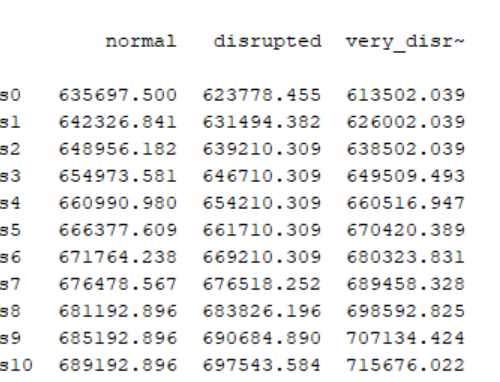 normal disrupted very_disr~
s0 635697.500 623778.455 613502.039
s1 642326.841 631494.382 626002.039
s2 648956.182 639210.309 638502.039
s3 654973.581 646710.309 649509.493
s4 660990.980 654210.309 660516.947
s5 666377.609 661710.309 670420.389
s6 671764.238 669210.309 680323.831
s7 676478.567 676518.252 689458.328
s8 681192.896 683826.196 698592.825
s9 685192.896 690684.890 707134.424
s10 689192.896 697543.584 715676.022